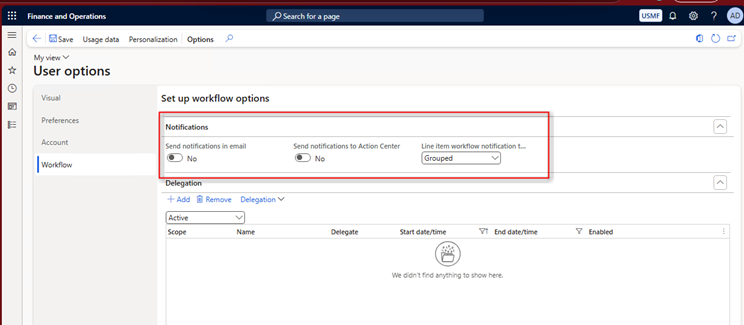 Finance and Operations
Search for a page
USMF
AD
Save Usage data Personalization Options
My view
User options
Visual
Preferences
Account
Workflow
Set up workflow options
Notifications
Send notifications in email Send notifications to Action Center Line item workflow notification t...
No No Grouped
Delegation
Add Remove Delegation
Active
Scope Name Delegate Start date/time End date/time Enabled
We didn't find anything to show here.